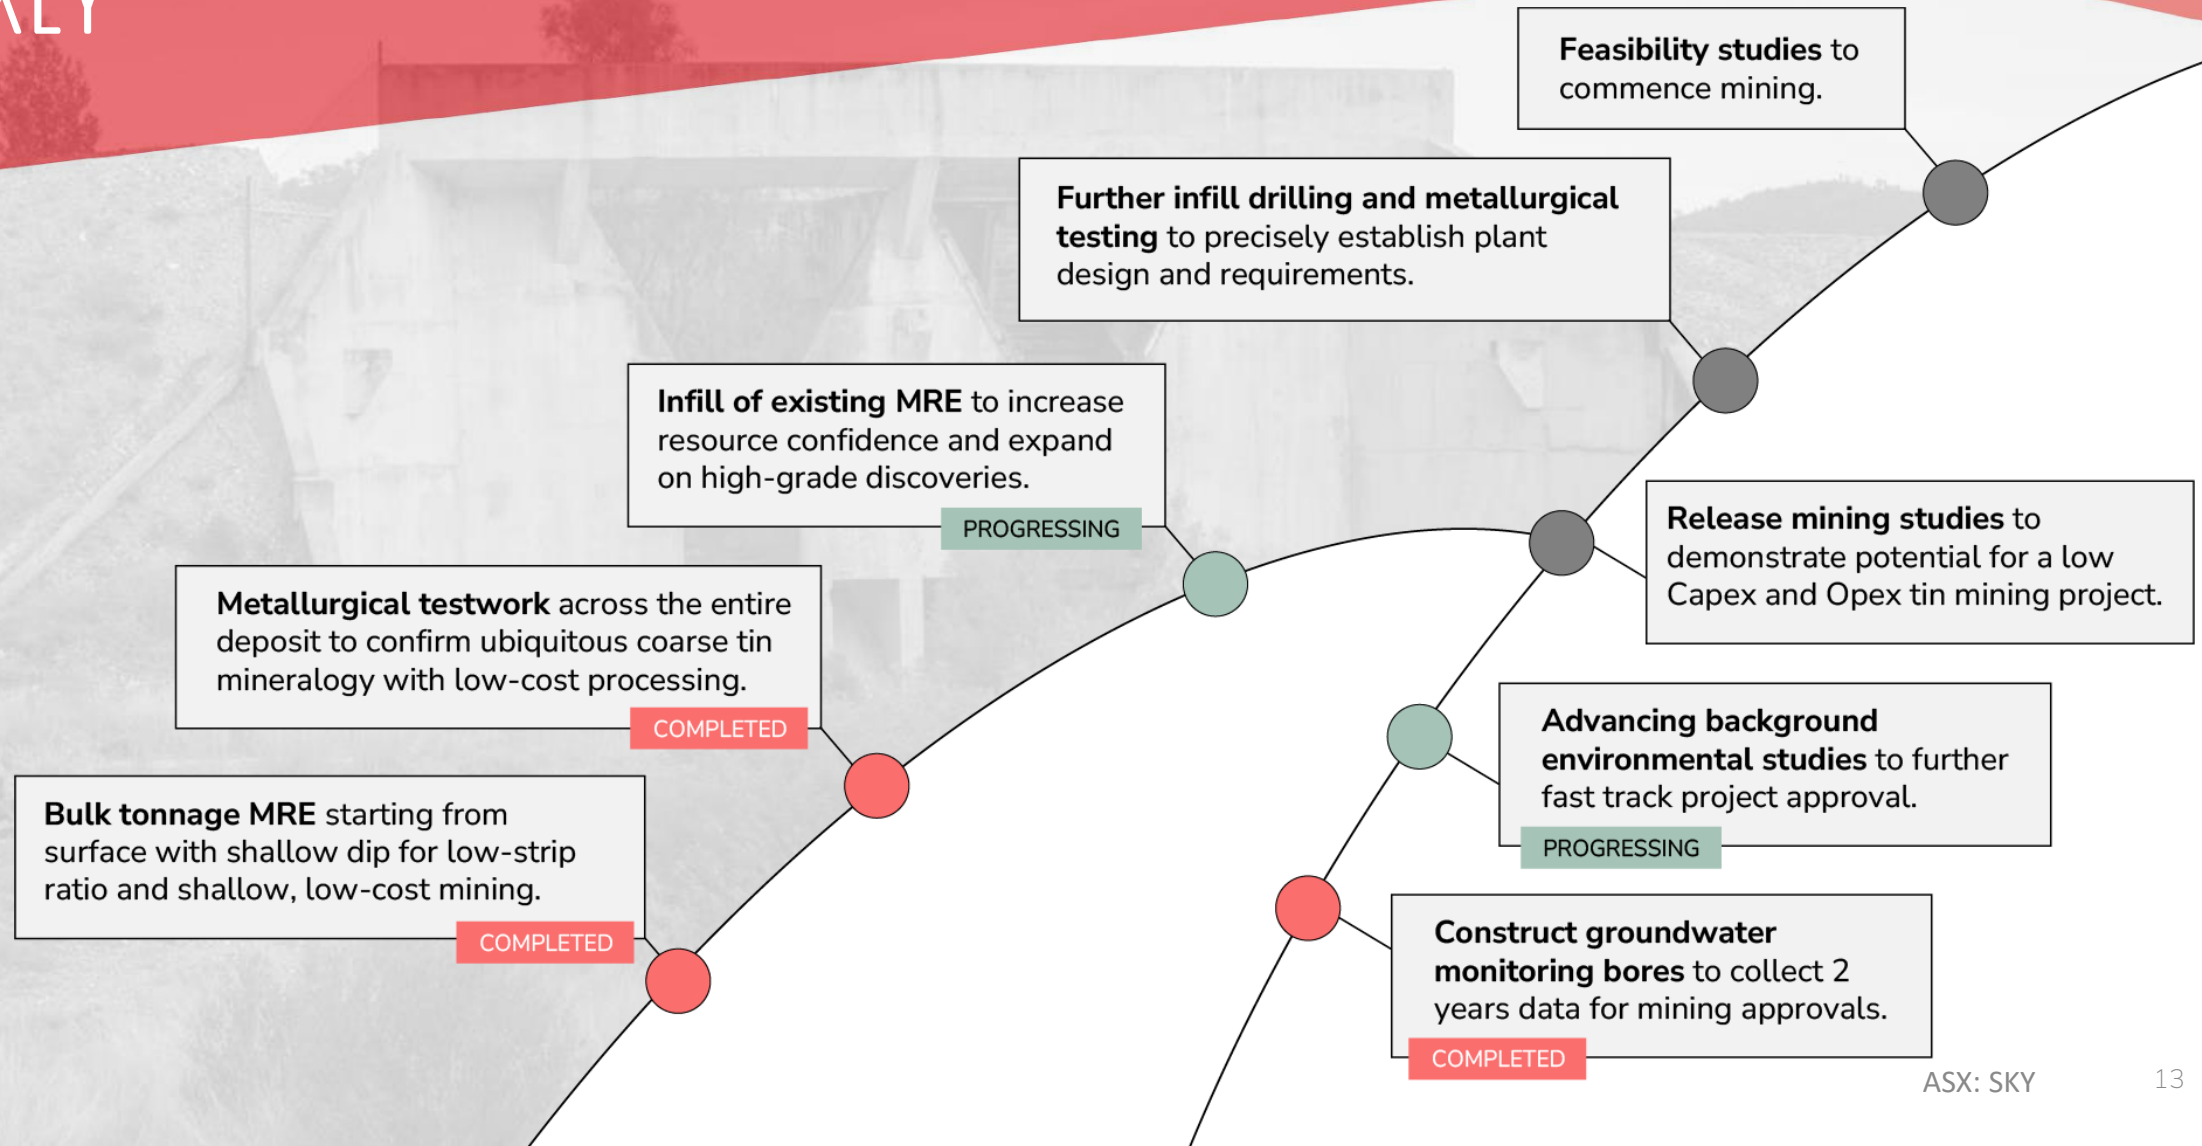 Feasibility studies to
commence mining.
Further infill drilling and metallurgical
testing to precisely establish plant
design and requirements.
Infill of existing MRE to increase
resource confidence and expand
on high-grade discoveries.
PROGRESSING
Release mining studies to
demonstrate potential for a low
Capex and Opex tin mining project.
Metallurgical testwork across the entire
deposit to confirm ubiquitous coarse tin
mineralogy with low-cost processing.
COMPLETED
Advancing background
environmental studies to further
fast track project approval.
PROGRESSING
Bulk tonnage MRE starting from
surface with shallow dip for low-strip
ratio and shallow, low-cost mining.
COMPLETED
Construct groundwater
monitoring bores to collect 2
years data for mining approvals.
COMPLETED
ASX: SKY
13